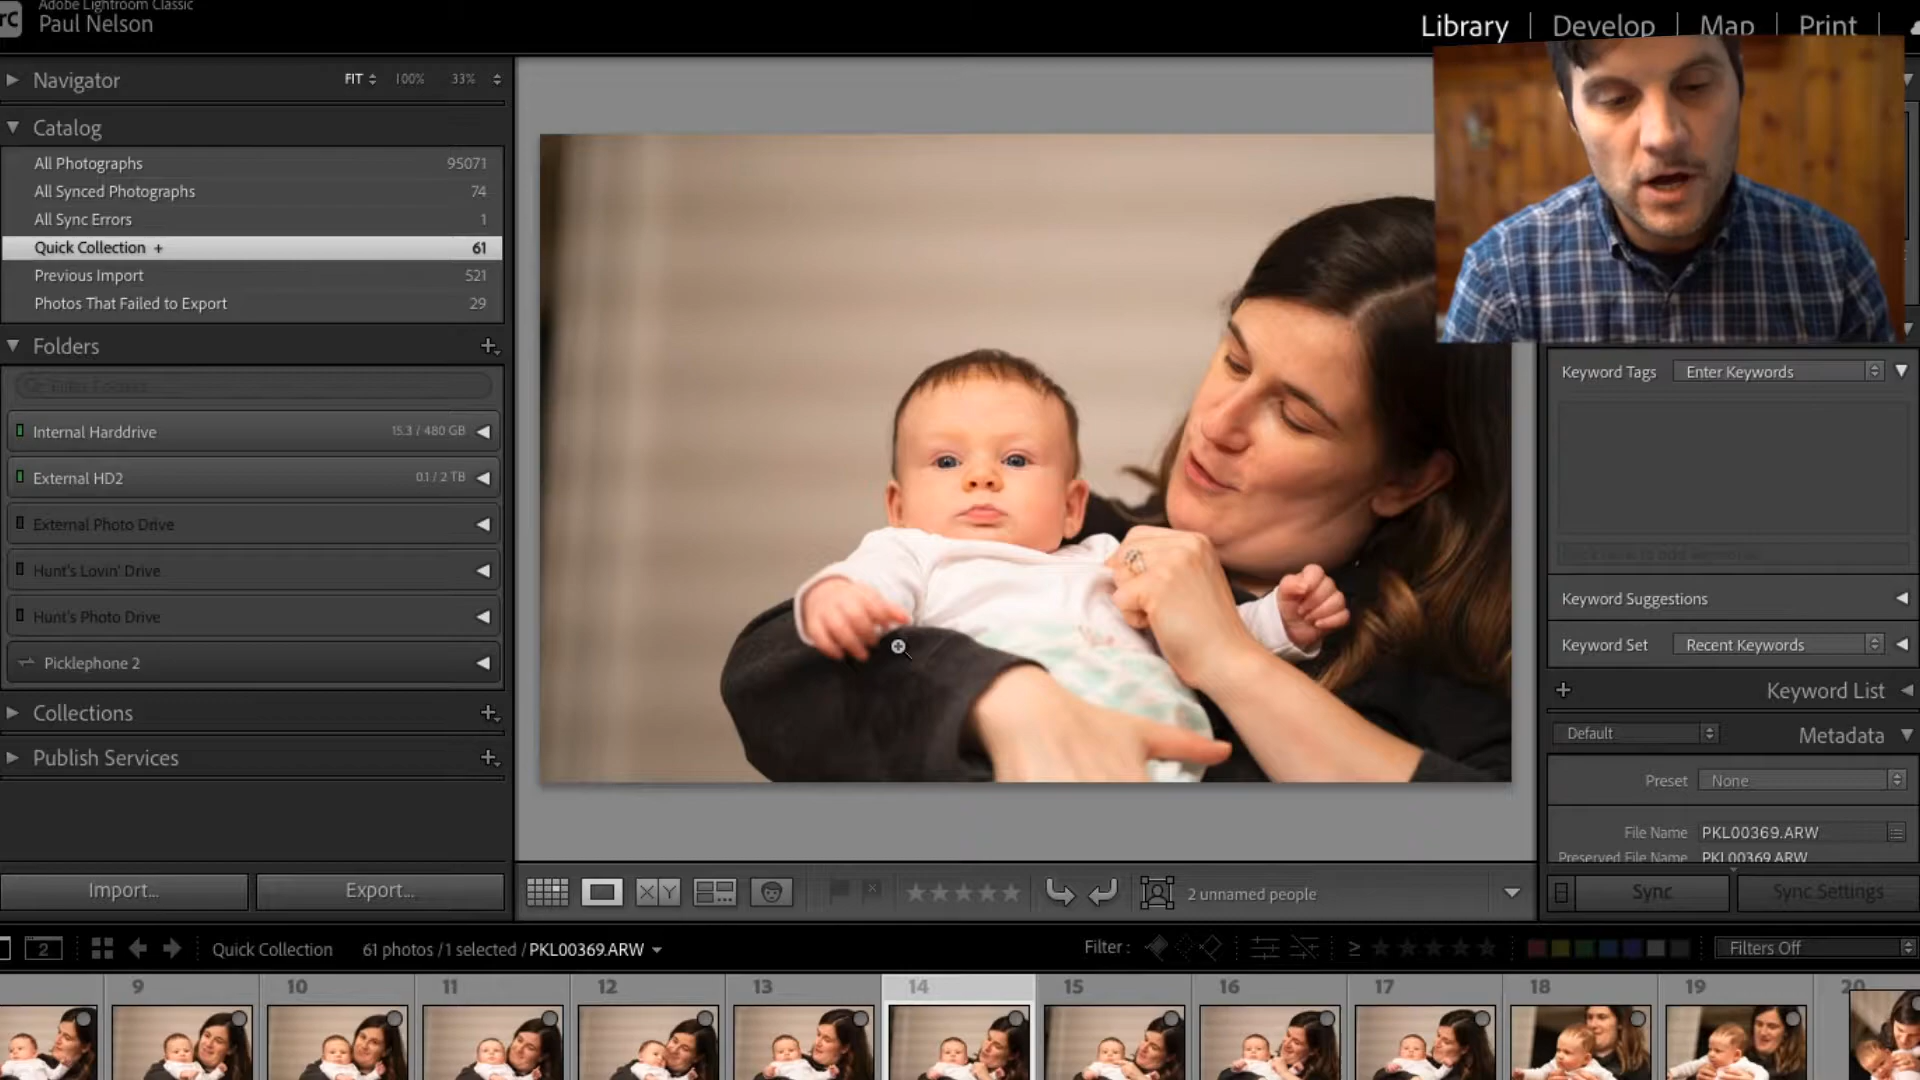 Adobe Lightroom Classic
Paul Nelson
Library | Develop | Map | Print |
Navigator FIT 100% 33%
Catalog
All Photographs 95071
All Synced Photographs 74
All Sync Errors 1
Quick Collection + 61
Previous Import 521
Photos That Failed to Export 29
Folders
Internal Harddrive 15.3 / 480 GB
External HD2 0.1 / 2 TB
External Photo Drive
Hunt's Lovin' Drive
Hunt's Photo Drive
Picklephone 2
Collections
Publish Services
Import... Export...
Keyword Tags Enter Keywords
Keyword Suggestions
Keyword Set Recent Keywords
Keyword List
Default Metadata
Preset None
File Name PKL00369.ARW
Preserved File Name PKL00369.ARW
Sync Sync Settings
XY 2 unnamed people
2 Quick Collection 61 photos / 1 selected / PKL00369.ARW Filter : ≥ Filters Off
9 10 11 12 13 14 15 16 17 18 19 20